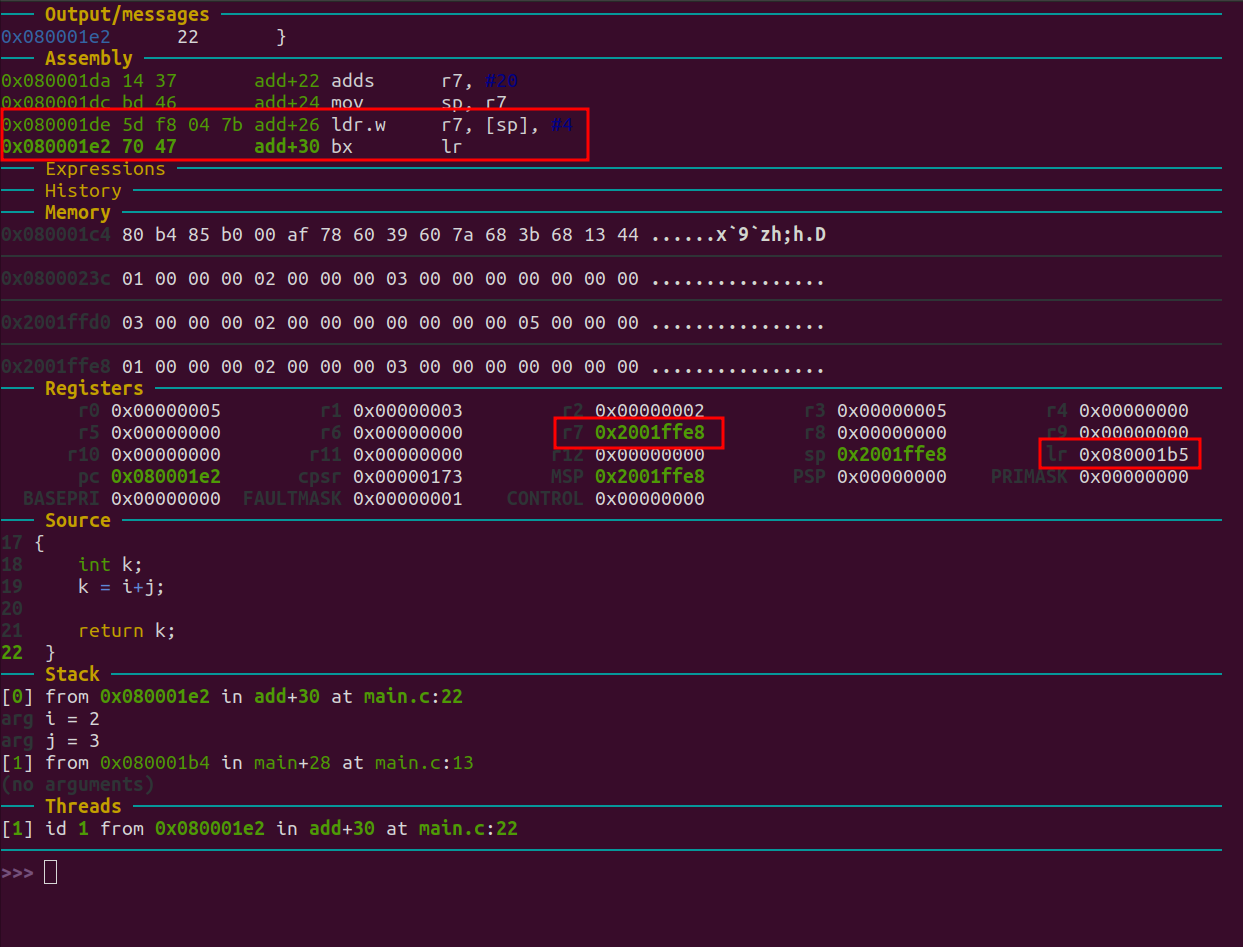 Output/messages
0x080001e2 22 }
Assembly
0x080001da 14 37 add+22 adds r7, #20
0x080001dc bd 46 add+24 mov sp, r7
0x080001de 5d f8 04 7b add+26 ldr.w r7, [sp], #4
0x080001e2 70 47 add+30 bx lr
Expressions
History
Memory
0x080001c4 80 b4 85 b0 00 af 78 60 39 60 7a 68 3b 68 13 44 ......x`9`zh;h.D
0x0800023c 01 00 00 00 02 00 00 00 03 00 00 00 00 00 00 00 ................
0x2001ffd0 03 00 00 00 02 00 00 00 00 00 00 00 05 00 00 00 ................
0x2001ffe8 01 00 00 00 02 00 00 00 03 00 00 00 00 00 00 00 ................
Registers
r0 0x00000005 r1 0x00000003 r2 0x00000002 r3 0x00000005 r4 0x00000000
r5 0x00000000 r6 0x00000000 r7 0x2001ffe8 r8 0x00000000 r9 0x00000000
r10 0x00000000 r11 0x00000000 r12 0x00000000 sp 0x2001ffe8 lr 0x080001b5
pc 0x080001e2 cpsr 0x00000173 MSP 0x2001ffe8 PSP 0x00000000 PRIMASK 0x00000000
BASEPRI 0x00000000 FAULTMASK 0x00000001 CONTROL 0x00000000
Source
17 {
18 int k;
19 k = i+j;
20
21 return k;
22 }
Stack
[0] from 0x080001e2 in add+30 at main.c:22
arg i = 2
arg j = 3
[1] from 0x080001b4 in main+28 at main.c:13
(no arguments)
Threads
[1] id 1 from 0x080001e2 in add+30 at main.c:22
>>>